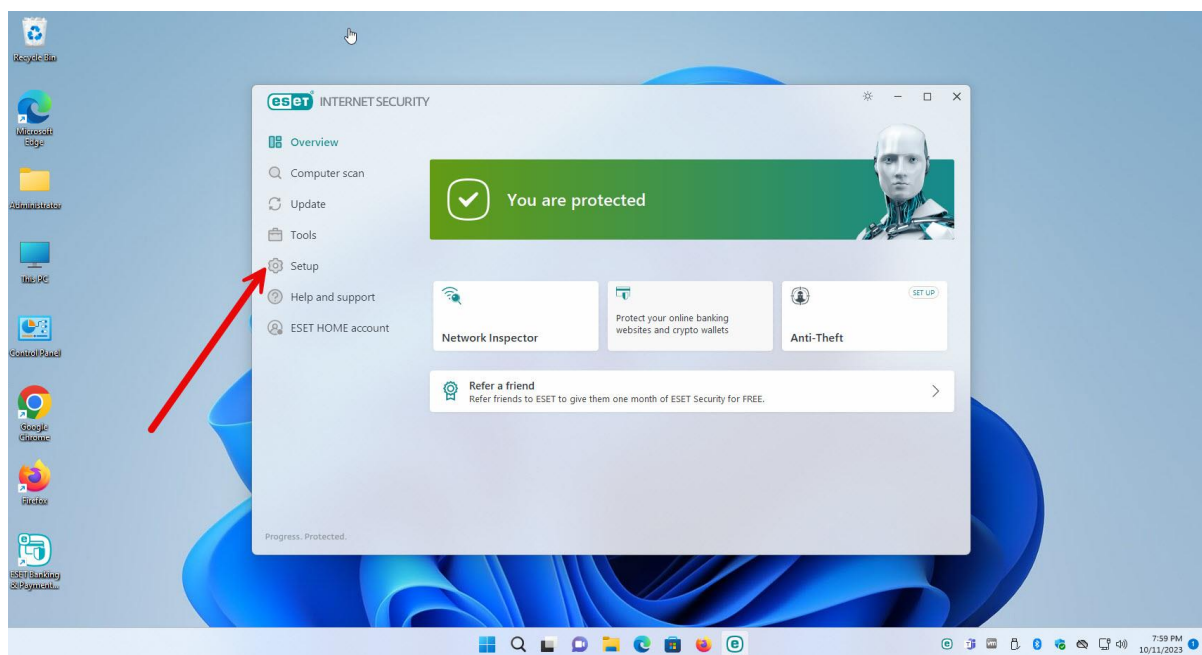 Recycle Bin
Microsoft
Edge
Administrator
This PC
Control Panel
Google
Chrome
Firefox
ESET Banking
& Payment...
eset INTERNET SECURITY
Overview
Computer scan
Update
Tools
Setup
Help and support
ESET HOME account
You are protected
Network Inspector
Protect your online banking
websites and crypto wallets
SET UP
Anti-Theft
Refer a friend
Refer friends to ESET to give them one month of ESET Security for FREE.
Progress. Protected.
7:59 PM
10/11/2023
1